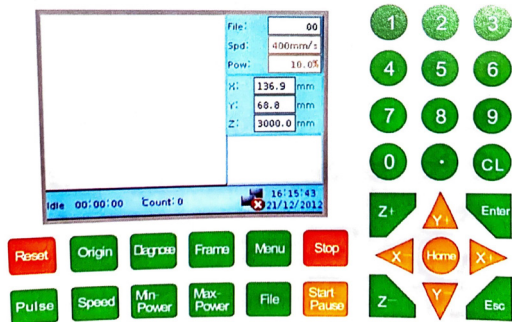 File: 00
Spd: 400mm/s
Pow: 10.0%
X: 136.9 mm
Y: 68.8 mm
Z: 3000.0 mm
Idle 00:00:00 Count:0 16:15:43
21/12/2012
1 2 3
4 5 6
7 8 9
0 . CL
Z+ Y+ Enter
X- Home X+
Z- Y- Esc
Reset Origin Diagnose Frame Menu Stop
Pulse Speed Min-Power Max-Power File Start Pause